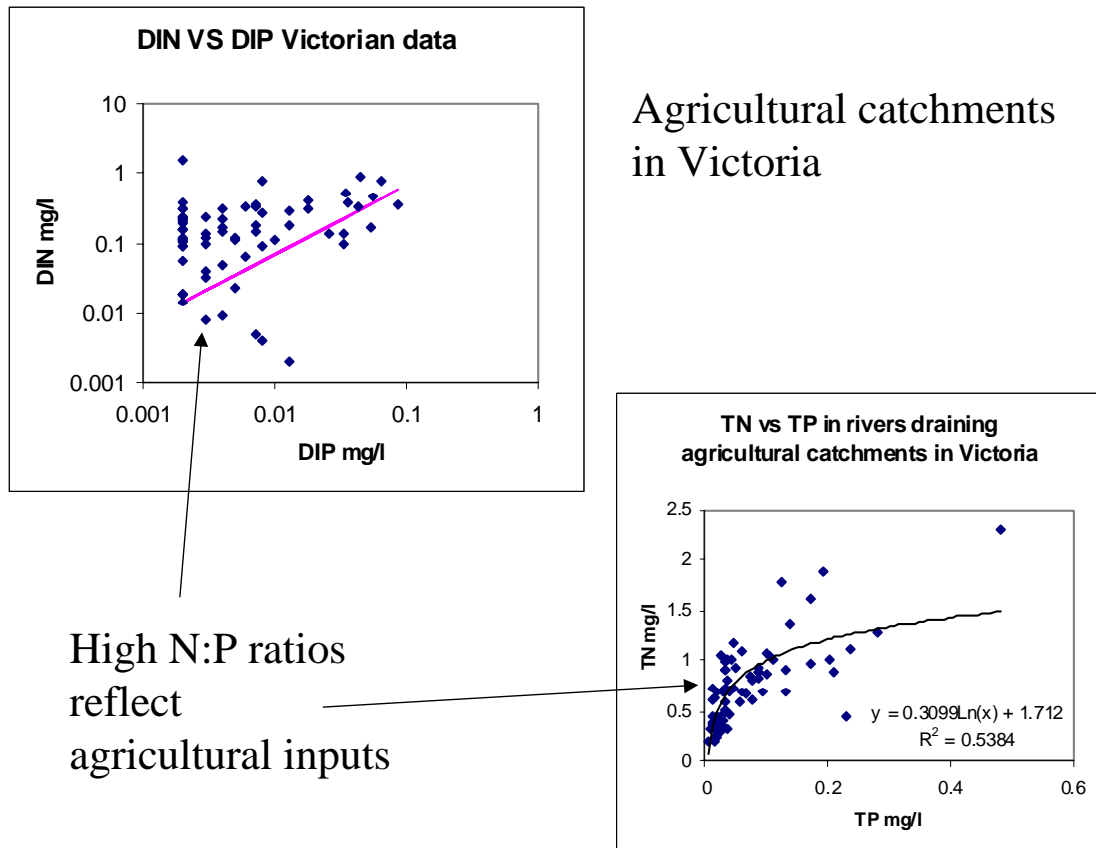 DIN VS DIP Victorian data
10
1
0.1
0.01
0.001
DIN mg/l
0.001 0.01 0.1 1
DIP mg/l
Agricultural catchments
in Victoria
High N:P ratios
reflect
agricultural inputs
TN vs TP in rivers draining
agricultural catchments in Victoria
2.5
2
1.5
1
0.5
0
TN mg/l
y = 0.3099Ln(x) + 1.712
R² = 0.5384
0 0.2 0.4 0.6
TP mg/l